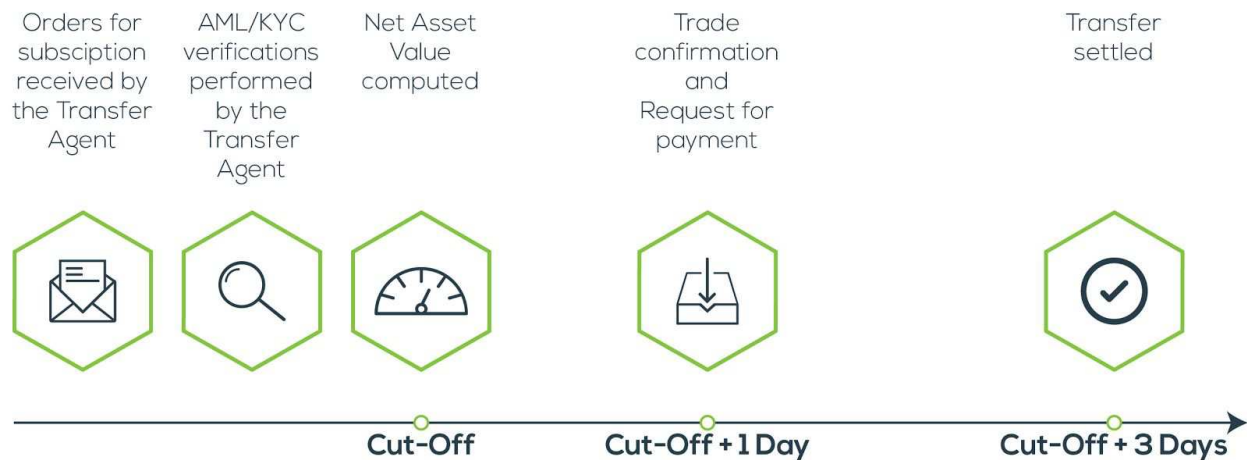 Orders for
subsciption
received by
the Transfer
Agent
AML/KYC
verifications
performed
by the
Transfer
Agent
Net Asset
Value
computed
Trade
confirmation
and
Request for
payment
Transfer
settled
Cut-Off
Cut-Off + 1 Day
Cut-Off + 3 Days